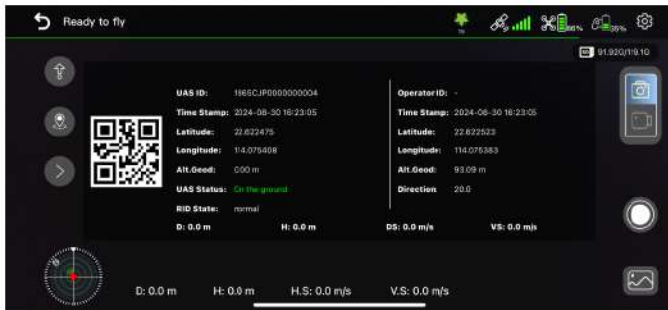 Ready to fly
91.92G/119.1G
UAS ID: 1965CJP0000000004
Time Stamp: 2024-08-30 16:23:05
Latitude: 22.622475
Longitude: 114.075408
Alt.Geod: 0.00 m
UAS Status: On the ground
RID State: normal
Operator ID: -
Time Stamp: 2024-08-30 16:23:05
Latitude: 22.622523
Longitude: 114.075383
Alt.Geod: 93.09 m
Direction 20.0
D: 0.0 m H: 0.0 m DS: 0.0 m/s VS: 0.0 m/s
D: 0.0 m H: 0.0 m H.S: 0.0 m/s V.S: 0.0 m/s